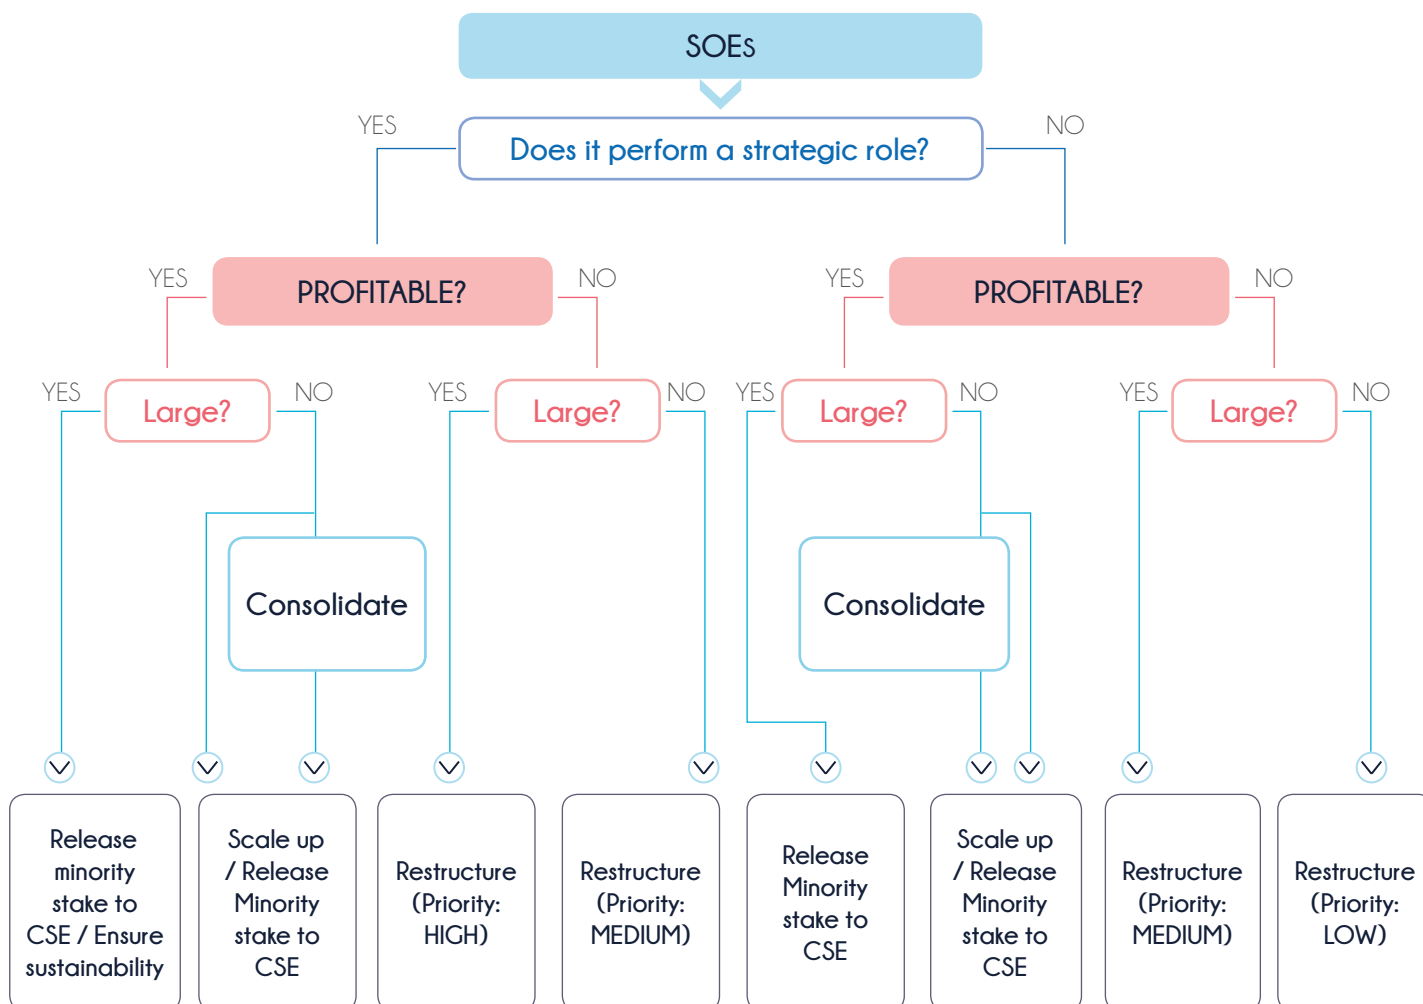 SOEs
YES
NO
Does it perform a strategic role?
YES
PROFITABLE?
NO
YES
PROFITABLE?
NO
YES
Large?
NO
YES
Large?
NO
YES
Large?
NO
YES
Large?
NO
Consolidate
Consolidate
Release
minority
stake to
CSE / Ensure
sustainability
Scale up
/ Release
Minority
stake to
CSE
Restructure
(Priority:
HIGH)
Restructure
(Priority:
MEDIUM)
Release
Minority
stake to
CSE
Scale up
/ Release
Minority
stake to
CSE
Restructure
(Priority:
MEDIUM)
Restructure
(Priority:
LOW)